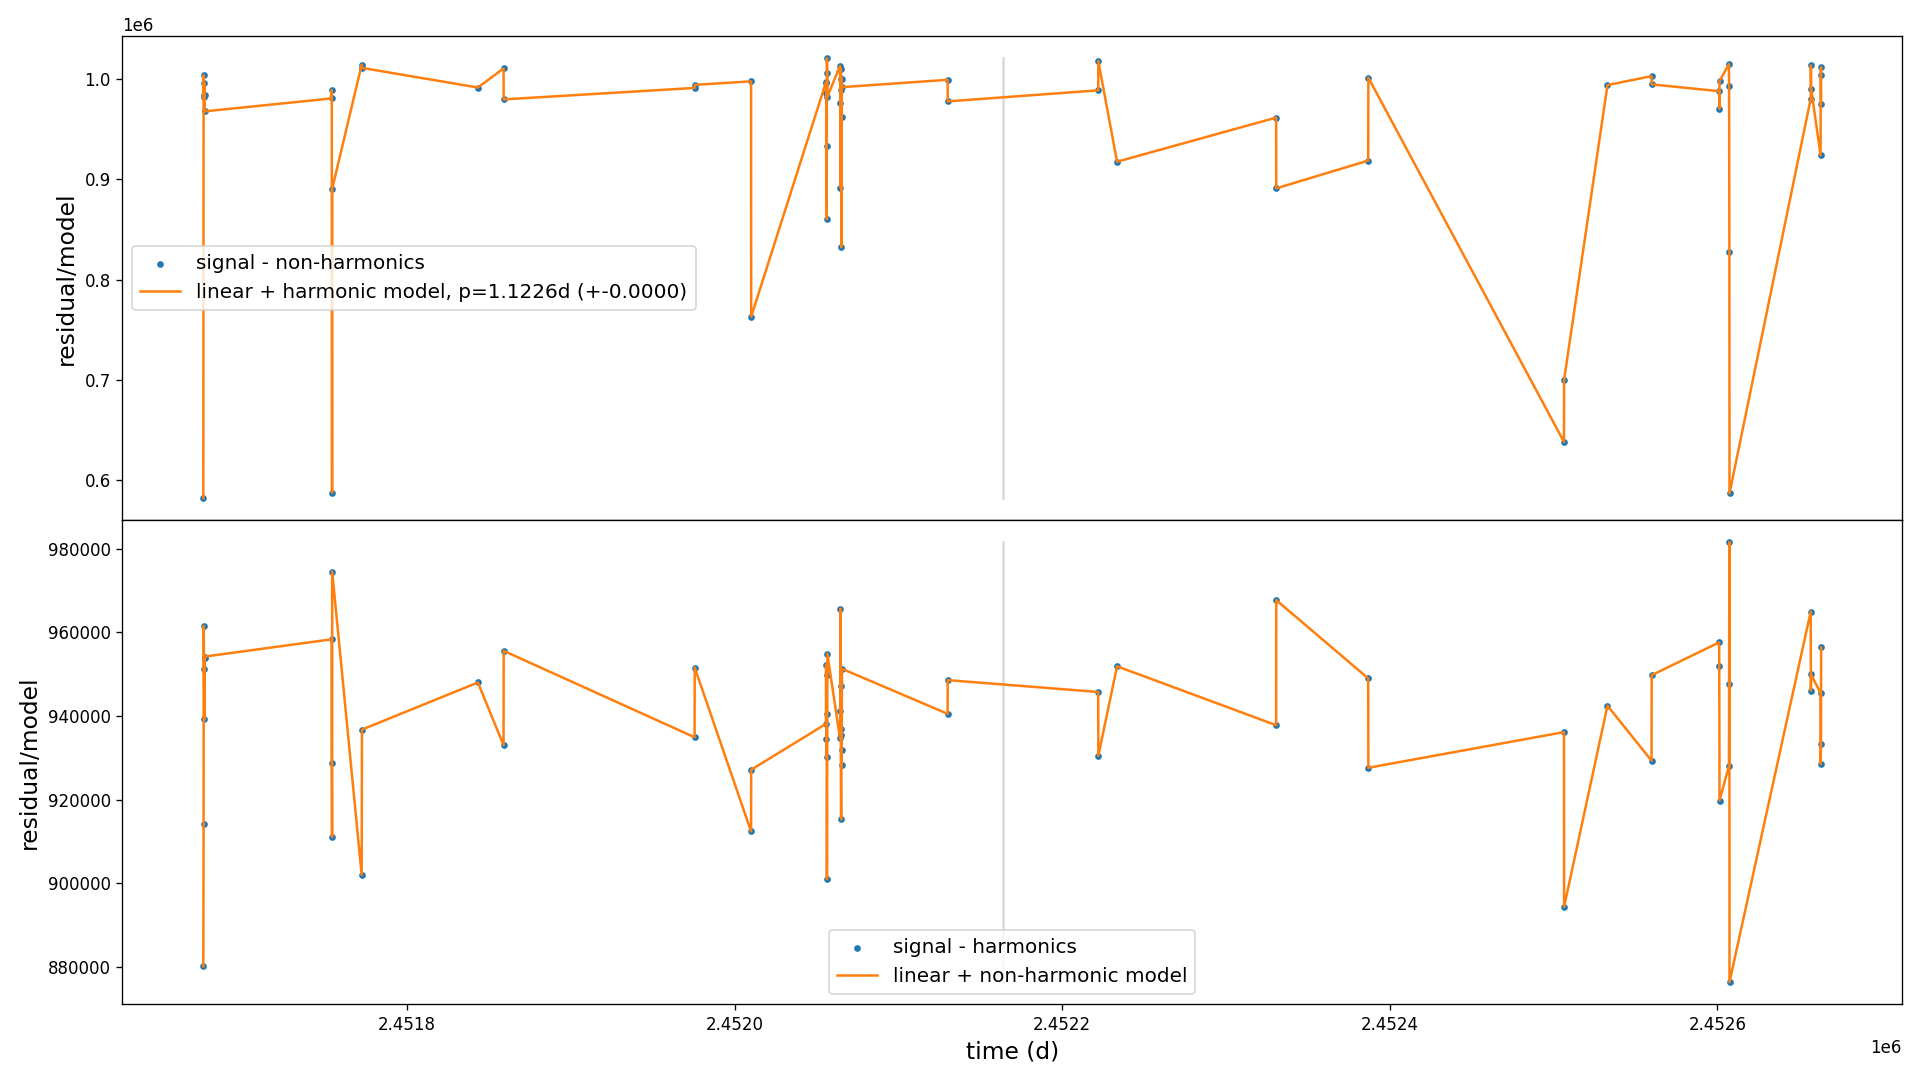 1e6
1.0
0.9
0.8
0.7
0.6
residual/model
signal - non-harmonics
linear + harmonic model, p=1.1226d (+-0.0000)
980000
960000
940000
920000
900000
880000
residual/model
signal - harmonics
linear + non-harmonic model
2.4518
2.4520
2.4522
2.4524
2.4526
time (d)
1e6